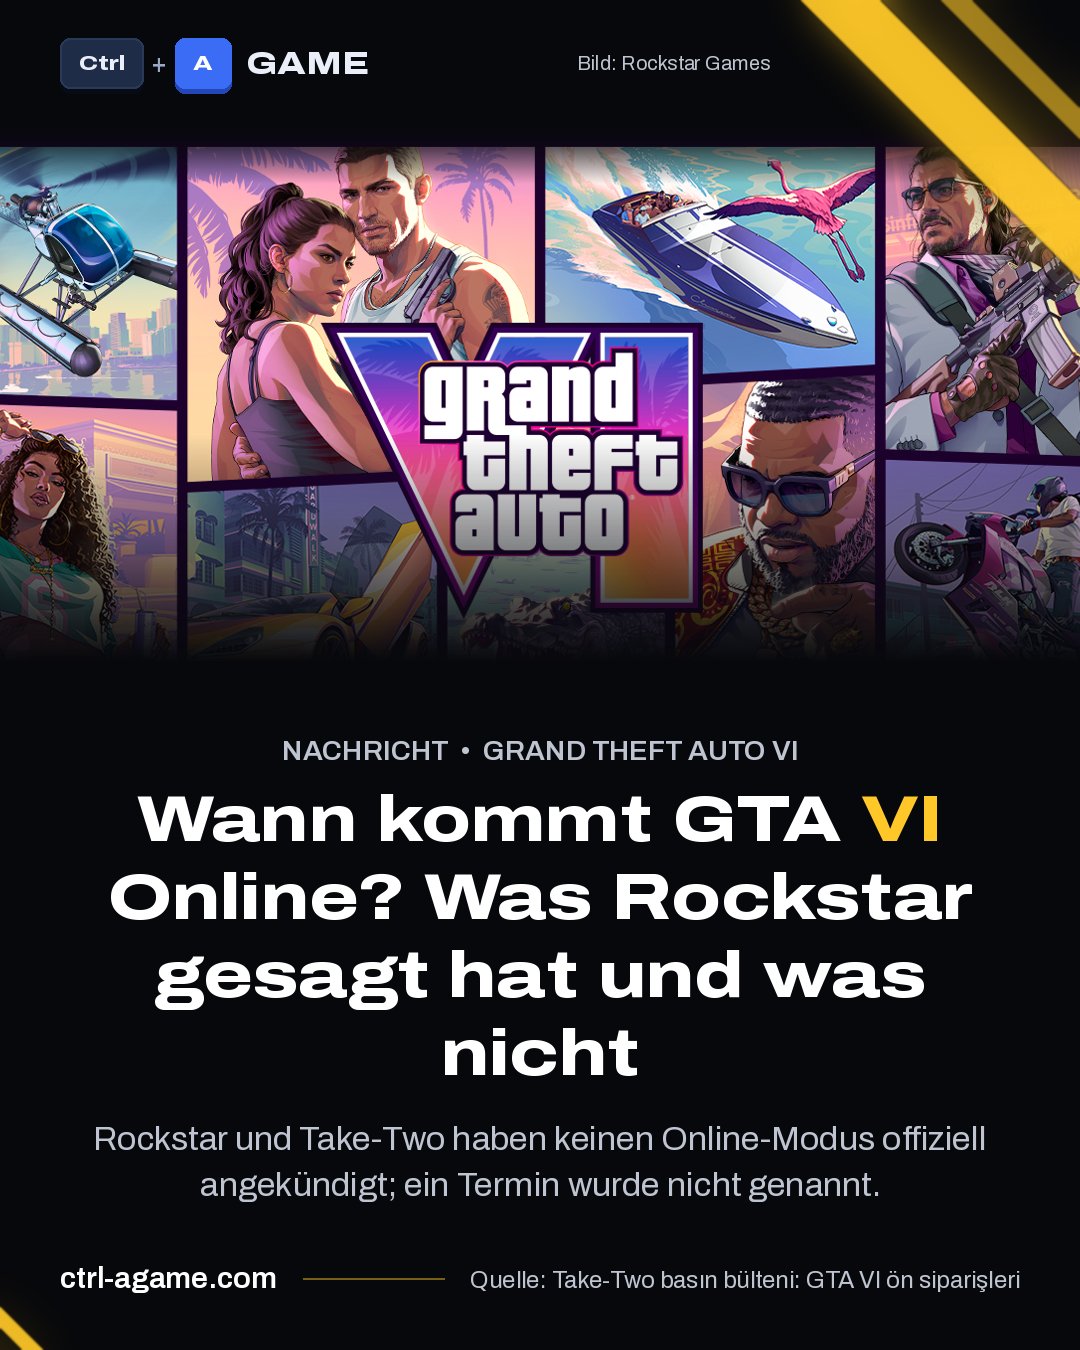 Ctrl + A GAME
Bild: Rockstar Games
VI
grand
theft
auto
NACHRICHT • GRAND THEFT AUTO VI
Wann kommt GTA VI
Online? Was Rockstar
gesagt hat und was
nicht
Rockstar und Take-Two haben keinen Online-Modus offiziell
angekündigt; ein Termin wurde nicht genannt.
ctrl-agame.com
Quelle: Take-Two basın bülteni: GTA VI ön siparişleri